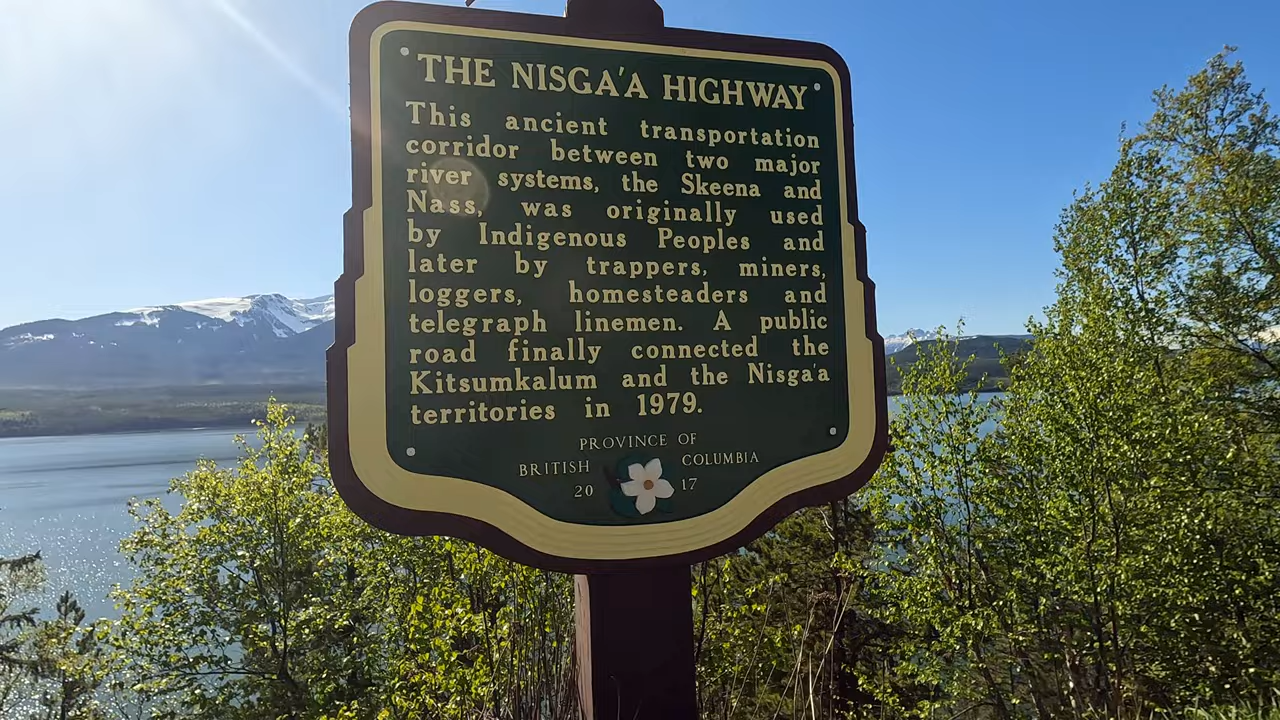 THE NISGA'A HIGHWAY
This ancient transportation
corridor between two major
river systems, the Skeena and
Nass, was originally used
by Indigenous Peoples and
later by trappers, miners,
loggers, homesteaders and
telegraph linemen. A public
road finally connected the
Kitsumkalum and the Nisga'a
territories in 1979.
PROVINCE OF
BRITISH COLUMBIA
20 17